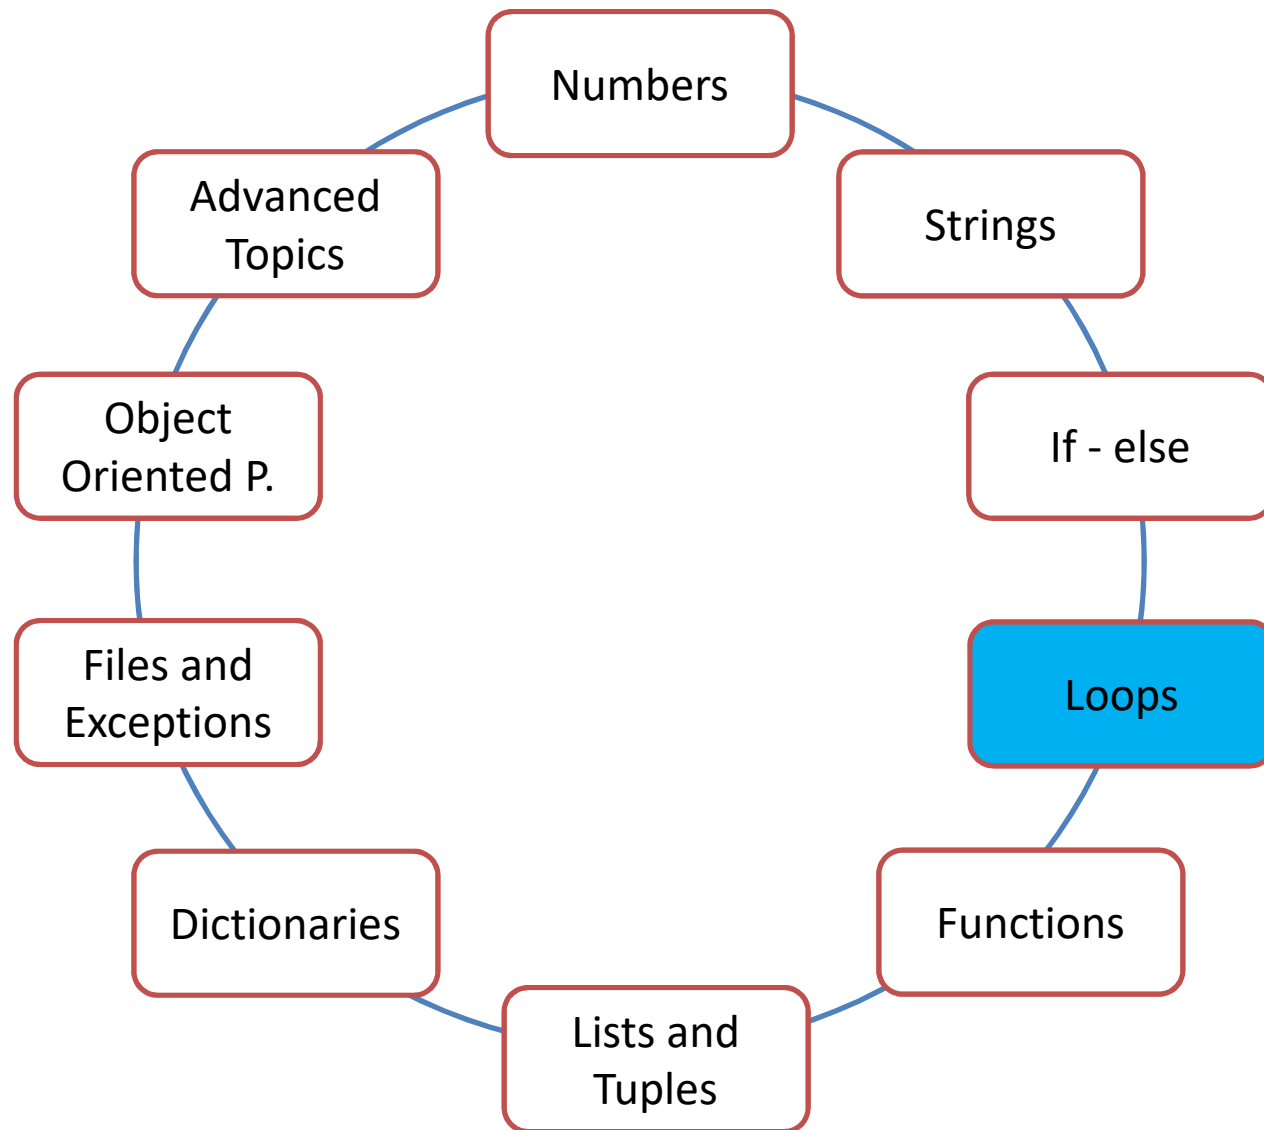 Numbers
Strings
If - else
Loops
Functions
Lists and
Tuples
Dictionaries
Files and
Exceptions
Object
Oriented P.
Advanced
Topics